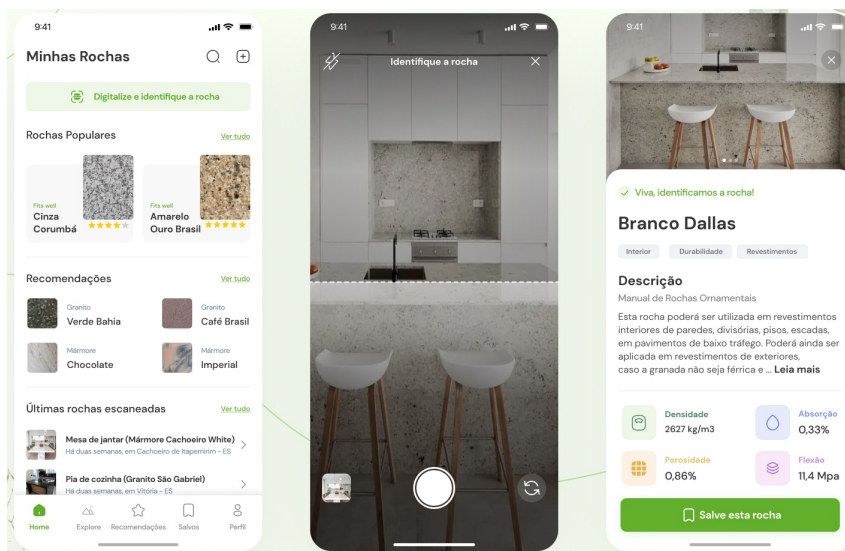 9:41
Minhas Rochas
Digitalize e identifique a rocha
Rochas Populares
Ver tudo
Fits well
Cinza
Corumbá
Fits well
Amarelo
Ouro Brasil
Recomendações
Ver tudo
Granito
Verde Bahia
Granito
Café Brasil
Mármore
Chocolate
Mármore
Imperial
Últimas rochas escaneadas
Ver tudo
Mesa de jantar (Mármore Cachoeiro White)
Há duas semanas, em Cachoeiro de Itapemirim - ES
Pia de cozinha (Granito São Gabriel)
Há duas semanas, em Vitória - ES
Home
Explore
Recomendações
Salvos
Perfil
9:41
Identifique a rocha
9:41
Viva, identificamos a rocha!
Branco Dallas
Interior
Durabilidade
Revestimentos
Descrição
Manual de Rochas Ornamentais
Esta rocha poderá ser utilizada em revestimentos
interiores de paredes, divisórias, pisos, escadas,
em pavimentos de baixo tráfego. Poderá ainda ser
aplicada em revestimentos de exteriores,
caso a granada não seja férrica e ... Leia mais
Densidade
2627 kg/m3
Absorção
0,33%
Porosidade
0,86%
Flexão
11,4 Mpa
Salve esta rocha